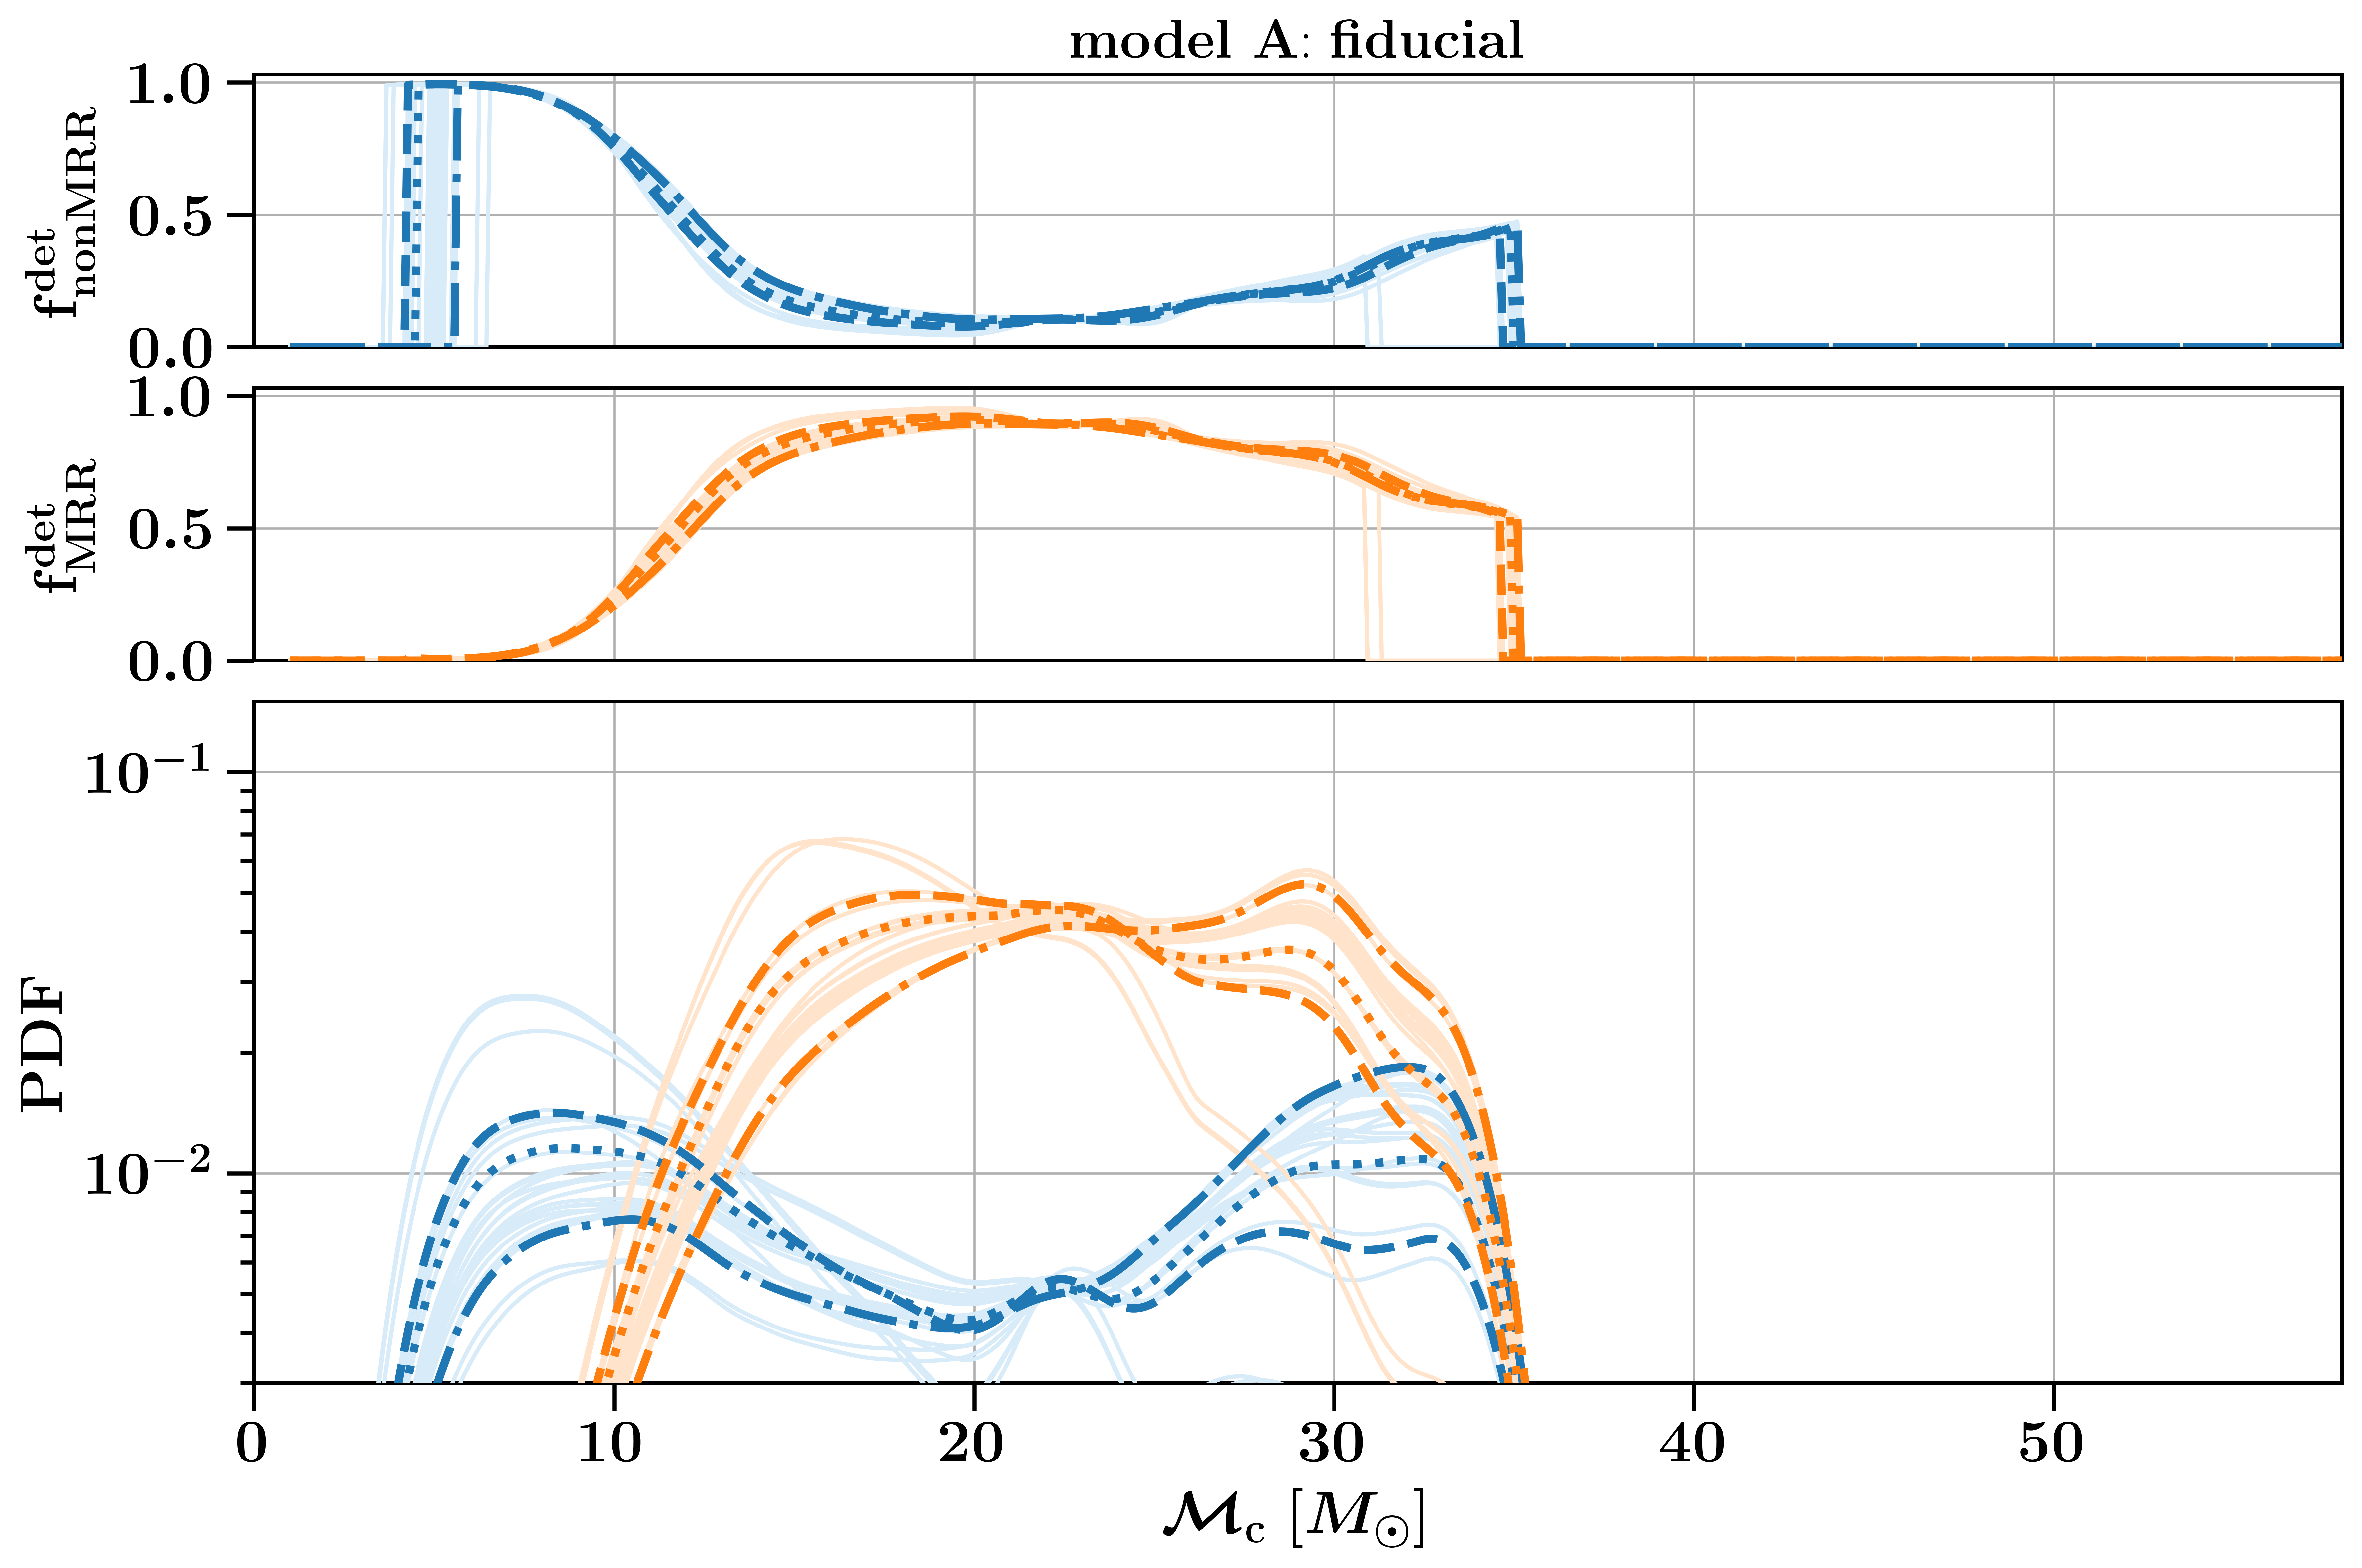 model A: fiducial
1.0
0.5
0.0
f^det_nonMRR
1.0
0.5
0.0
f^det_MRR
10^−1
10^−2
PDF
0 10 20 30 40 50
ℳ_c [M_⊙]